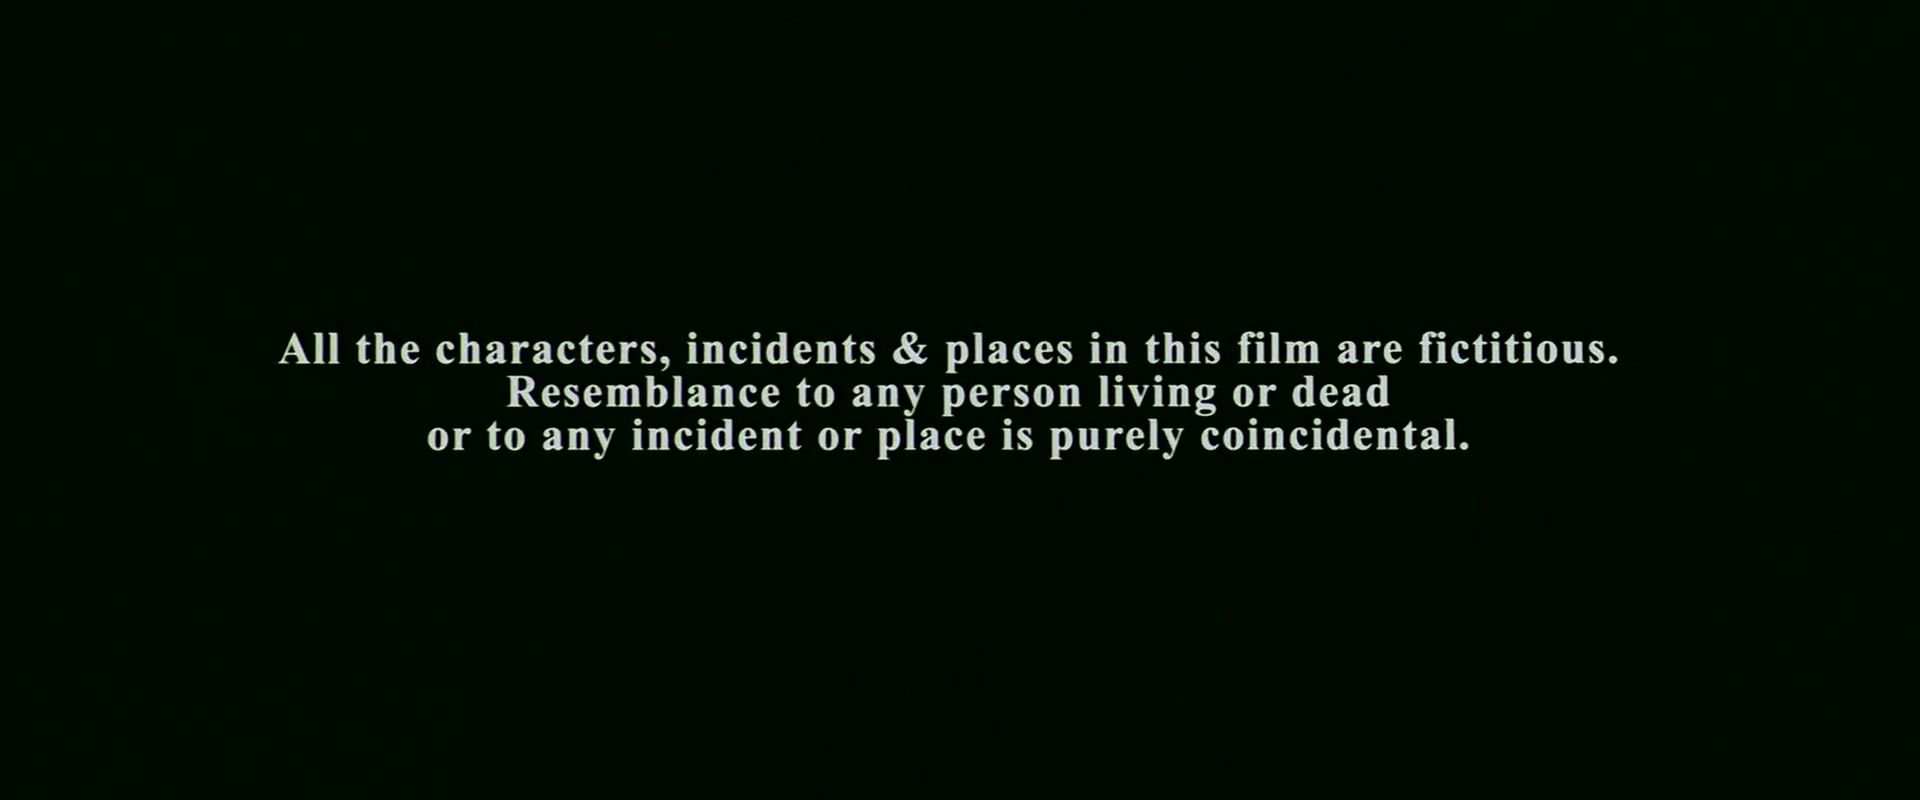 All the characters, incidents & places in this film are fictitious.
Resemblance to any person living or dead
or to any incident or place is purely coincidental.